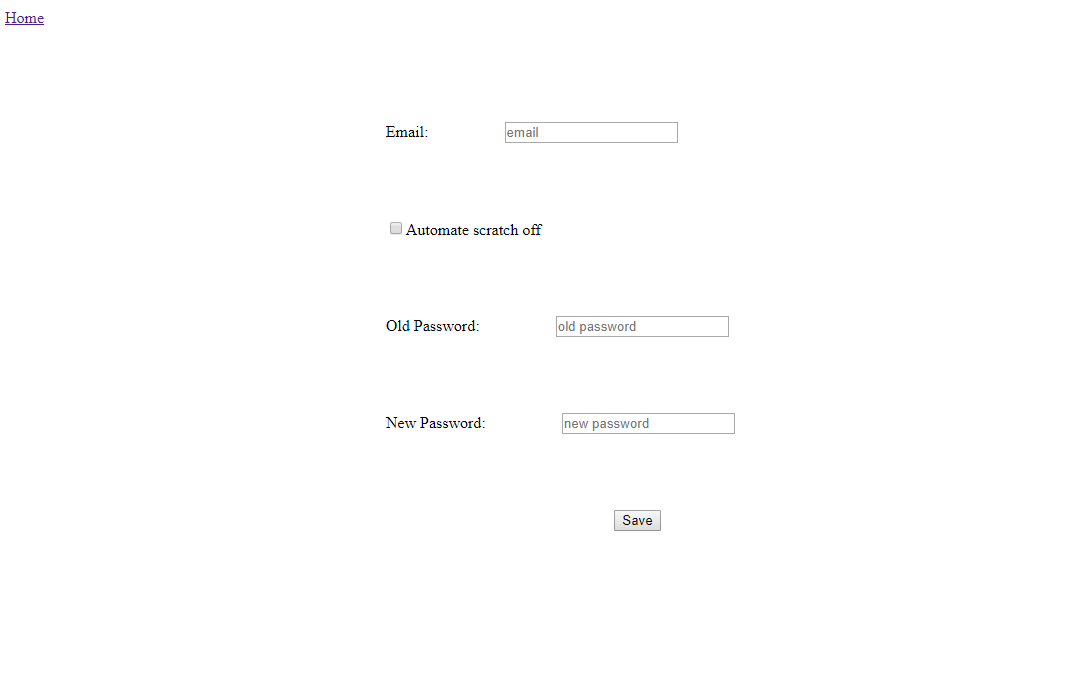 Home
Email: email
Automate scratch off
Old Password: old password
New Password: new password
Save